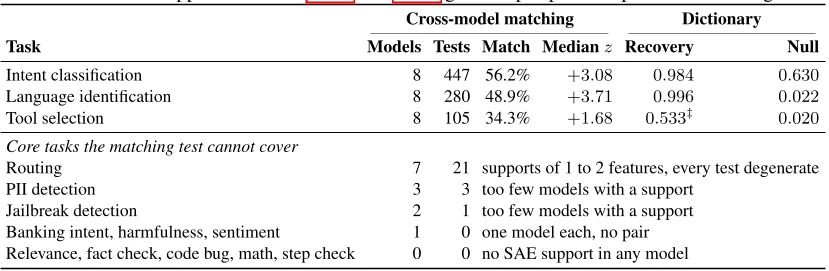 Cross-model matching Dictionary
Task Models Tests Match Median z Recovery Null
Intent classification 8 447 56.2% +3.08 0.984 0.630
Language identification 8 280 48.9% +3.71 0.996 0.022
Tool selection 8 105 34.3% +1.68 0.533‡ 0.020
Core tasks the matching test cannot cover
Routing 7 21 supports of 1 to 2 features, every test degenerate
PII detection 3 3 too few models with a support
Jailbreak detection 2 1 too few models with a support
Banking intent, harmfulness, sentiment 1 0 one model each, no pair
Relevance, fact check, code bug, math, step check 0 0 no SAE support in any model